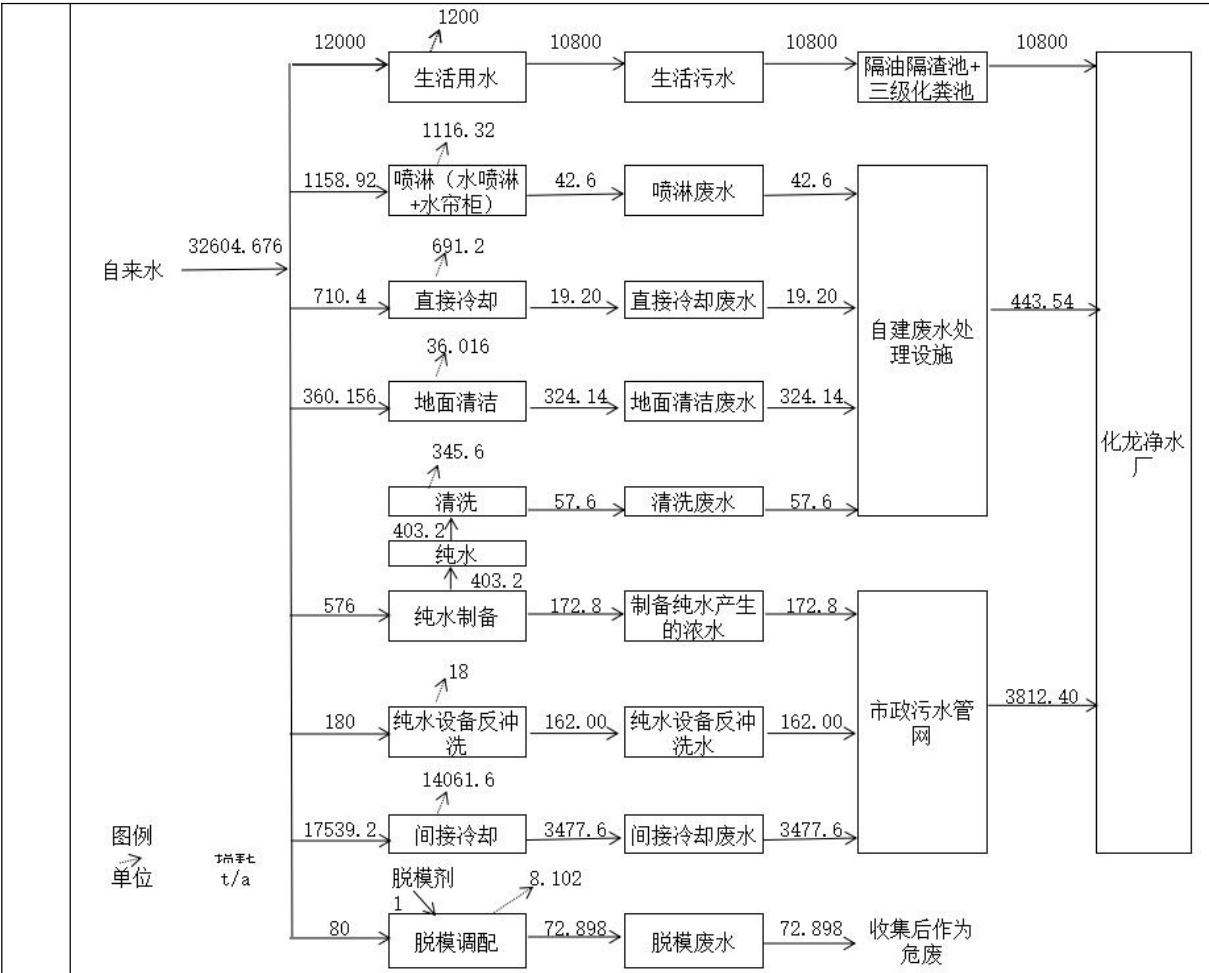 1200
12000
10800
10800
10800
生活用水
生活污水
隔油隔渣池+
三级化粪池
1116.32
1158.92
喷淋（水喷淋
+水帘柜）
42.6
喷淋废水
42.6
自来水
32604.676
691.2
710.4
直接冷却
19.20
直接冷却废水
19.20
自建废水处
理设施
443.54
36.016
360.156
地面清洁
324.14
地面清洁废水
324.14
化龙净水
厂
345.6
清洗
57.6
清洗废水
57.6
403.2
纯水
403.2
576
纯水制备
172.8
制备纯水产生
的浓水
172.8
18
180
纯水设备反冲
洗
162.00
纯水设备反冲
洗水
162.00
市政污水管
网
3812.40
14061.6
17539.2
间接冷却
3477.6
间接冷却废水
3477.6
图例
单位
t/a
脱模剂
1
8.102
80
脱模调配
72.898
脱模废水
72.898
收集后作为
危废